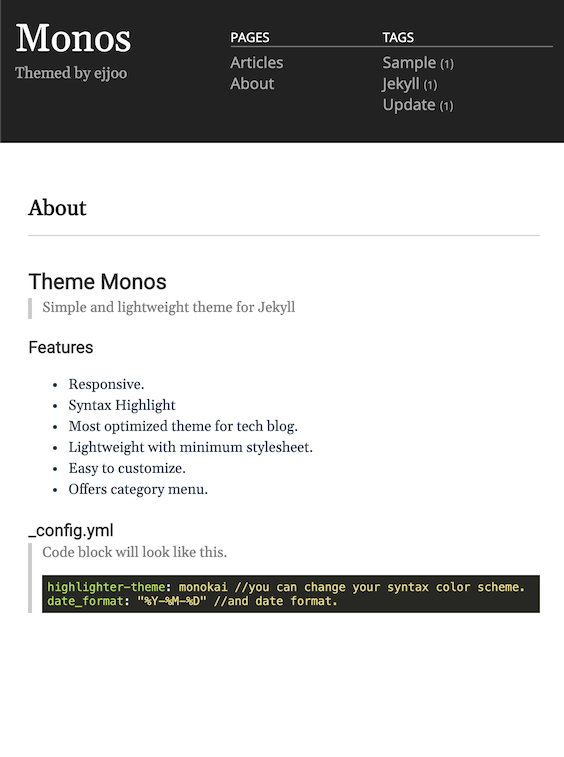 Monos
Themed by ejjoo
PAGES
Articles
About
TAGS
Sample (1)
Jekyll (1)
Update (1)
About
Theme Monos
Simple and lightweight theme for Jekyll
Features
• Responsive.
• Syntax Highlight
• Most optimized theme for tech blog.
• Lightweight with minimum stylesheet.
• Easy to customize.
• Offers category menu.
_config.yml
Code block will look like this.
highlighter-theme: monokai //you can change your syntax color scheme.
date_format: "%Y-%M-%D" //and date format.